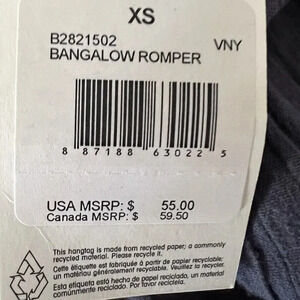 XS
B2821502 VNY
BANGALOW ROMPER
8 87188 63022 5
USA MSRP: $ 55.00
Canada MSRP: $ 59.50
This hangtag is made from recycled paper; a commonly
recycled material. Please recycle it.
Cette étiquette est fabriquée à partir de papier recyclable;
un matériau généralement recyclable. Veuillez la recycler.
Esta etiqueta está hecha de papel reciclado; un material
comúnmente reciclado. Por favor recíclela.